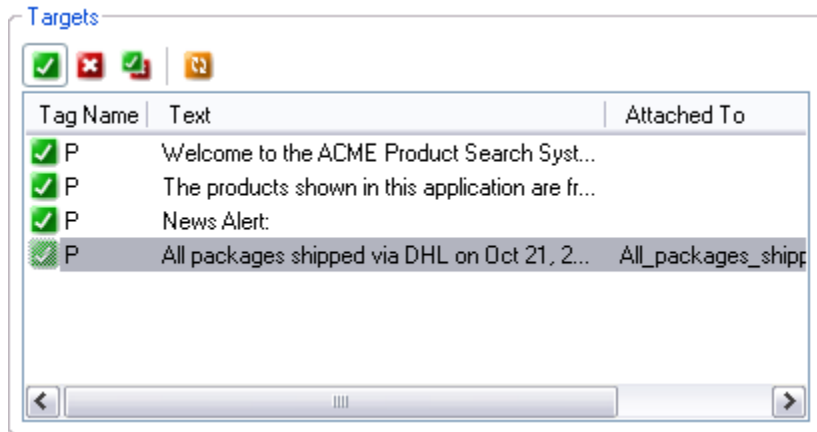 Targets
Tag Name Text Attached To
P Welcome to the ACME Product Search Syst...
P The products shown in this application are fr...
P News Alert:
P All packages shipped via DHL on Oct 21, 2... All_packages_shipp